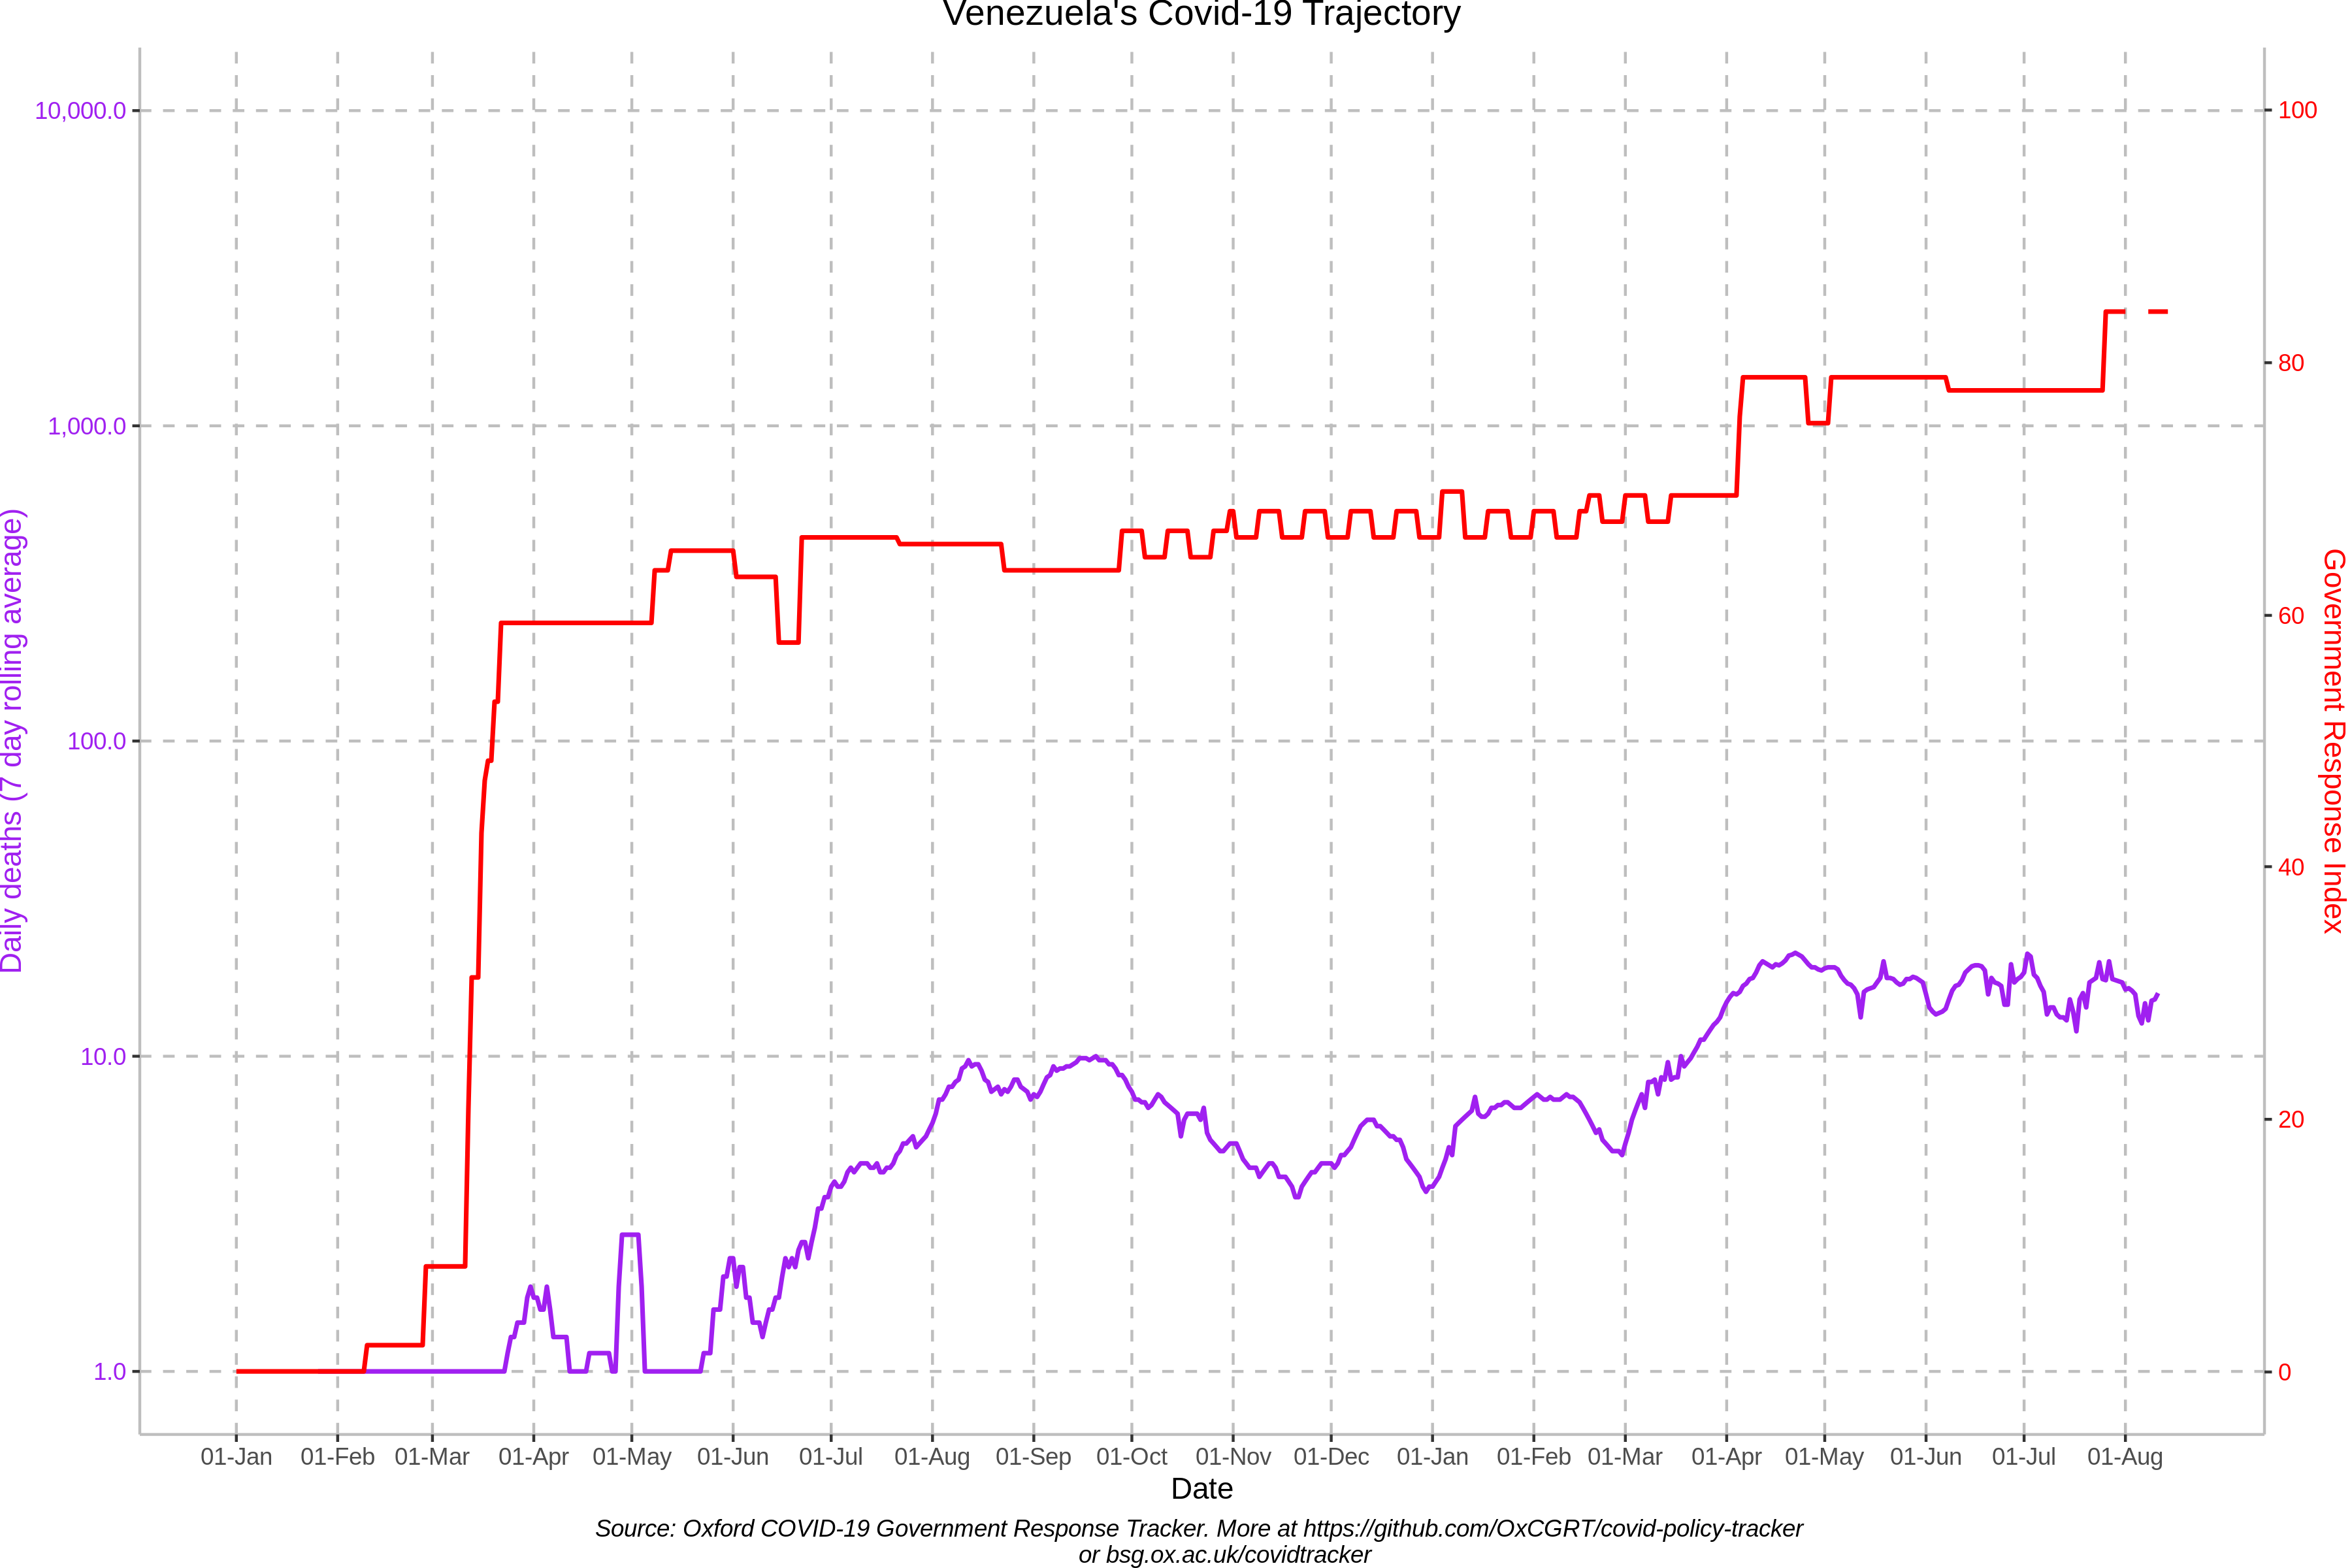 Venezuela's Covid-19 Trajectory
10,000.0
1,000.0
100.0
10.0
1.0
Daily deaths (7 day rolling average)
100
80
60
40
20
0
Government Response Index
01-Jan 01-Feb 01-Mar 01-Apr 01-May 01-Jun 01-Jul 01-Aug 01-Sep 01-Oct 01-Nov 01-Dec 01-Jan 01-Feb 01-Mar 01-Apr 01-May 01-Jun 01-Jul 01-Aug
Date
Source: Oxford COVID-19 Government Response Tracker. More at https://github.com/OxCGRT/covid-policy-tracker
or bsg.ox.ac.uk/covidtracker